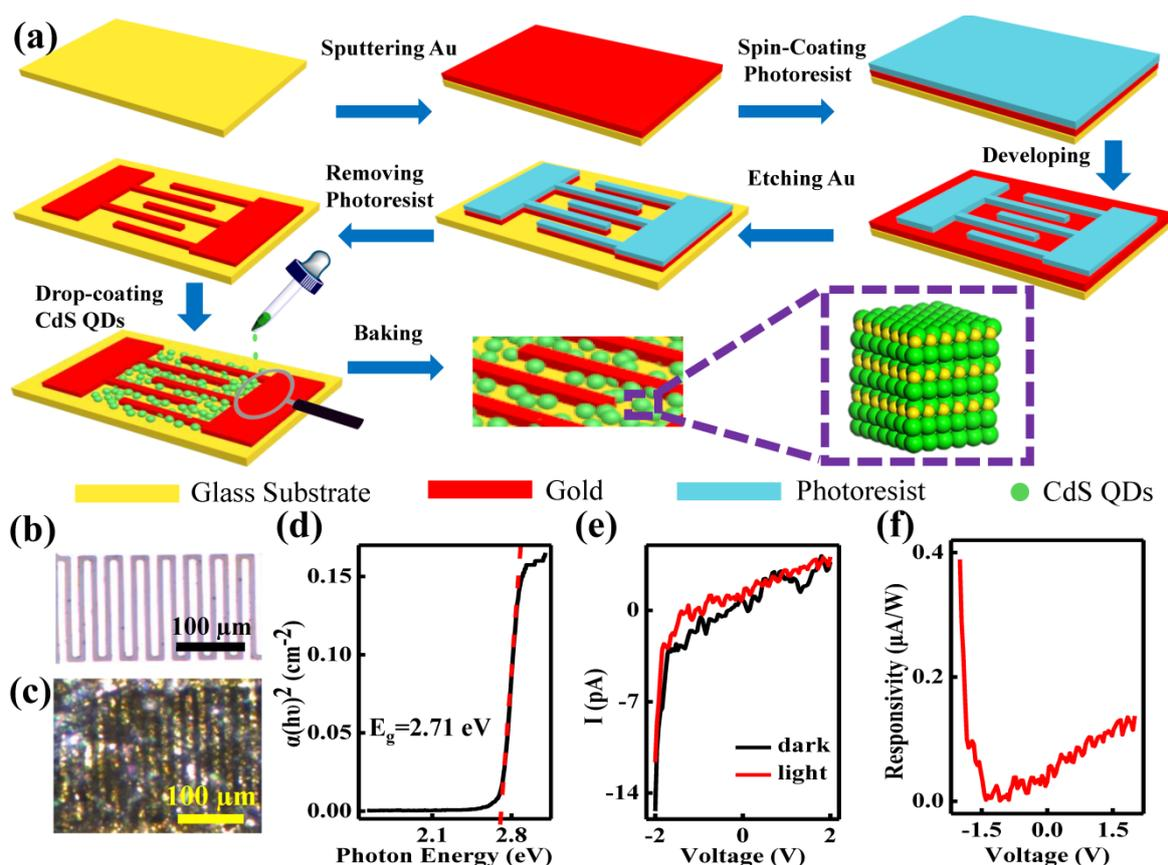 (a)
Sputtering Au
Spin-Coating
Photoresist
Developing
Etching Au
Removing
Photoresist
Drop-coating
CdS QDs
Baking
Glass Substrate
Gold
Photoresist
CdS QDs
(b)
100 μm
(c)
100 μm
(d)
α(hυ)² (cm⁻²)
0.15
0.10
0.05
0.00
E_g=2.71 eV
2.1
2.8
Photon Energy (eV)
(e)
I (pA)
0
-7
-14
dark
light
-2
0
2
Voltage (V)
(f)
Responsivity (μA/W)
0.4
0.2
0.0
-1.5
0.0
1.5
Voltage (V)